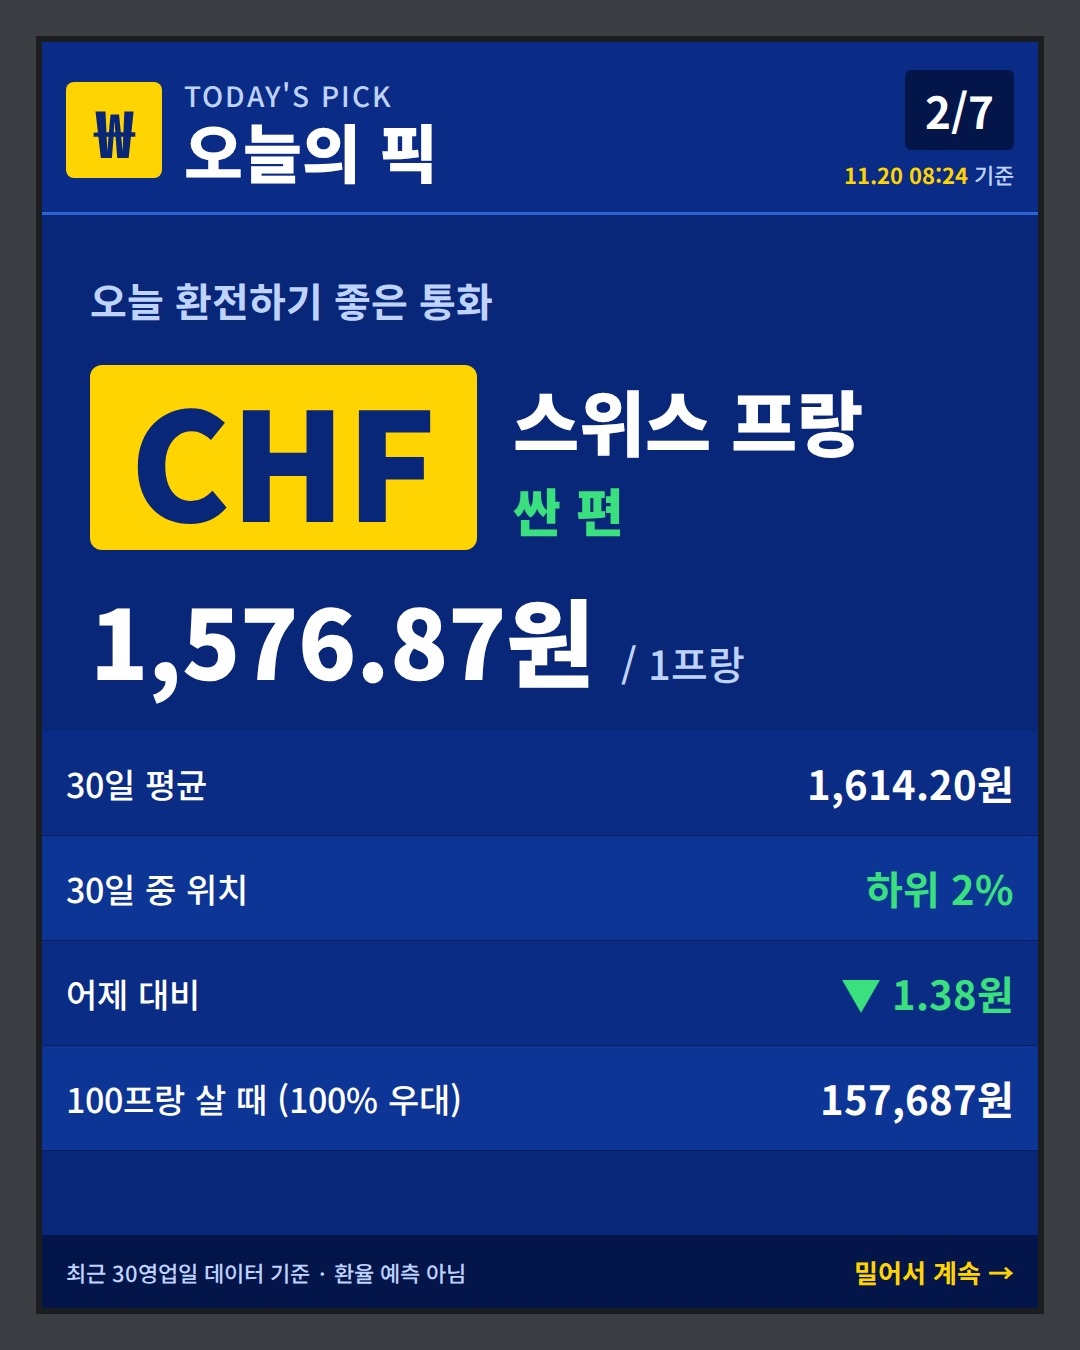 ₩
TODAY'S PICK
오늘의 픽
2/7
11.20 08:24 기준
오늘 환전하기 좋은 통화
CHF
스위스 프랑
싼 편
1,576.87원 / 1프랑
30일 평균 1,614.20원
30일 중 위치 하위 2%
어제 대비 ▼ 1.38원
100프랑 살 때 (100% 우대) 157,687원
최근 30영업일 데이터 기준 · 환율 예측 아님
밀어서 계속 →